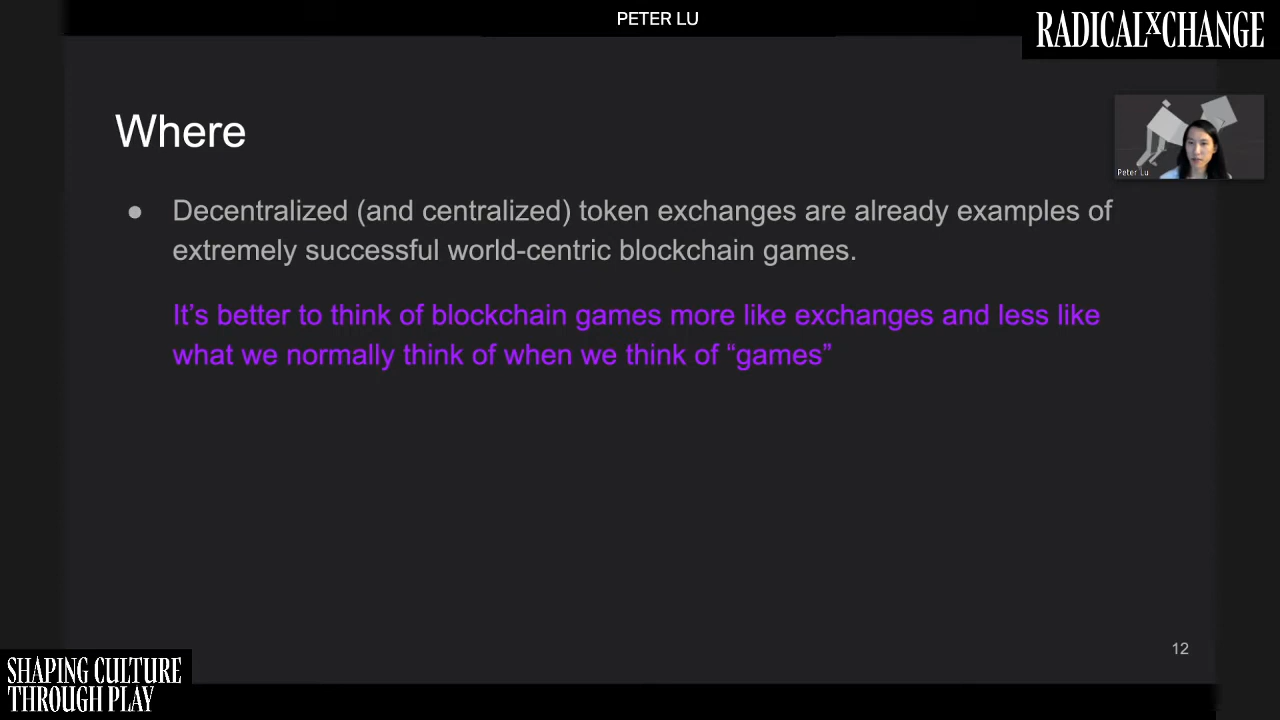 PETER LU
RADICALXCHANGE
Where
Peter Lu
● Decentralized (and centralized) token exchanges are already examples of
extremely successful world-centric blockchain games.
It’s better to think of blockchain games more like exchanges and less like
what we normally think of when we think of “games”
12
SHAPING CULTURE
THROUGH PLAY